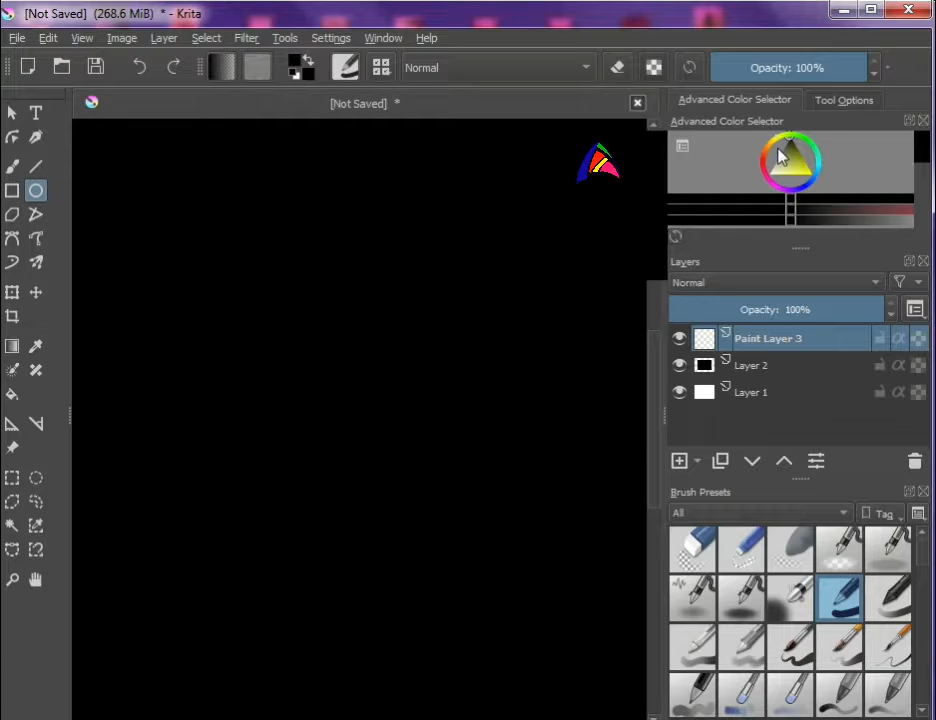 [Not Saved] (268.6 MiB) * - Krita
File Edit View Image Layer Select Filter Tools Settings Window Help
Normal
Opacity: 100%
[Not Saved] *
Advanced Color Selector
Tool Options
Advanced Color Selector
Layers
Normal
Opacity: 100%
Paint Layer 3
Layer 2
Layer 1
Brush Presets
All
Tag